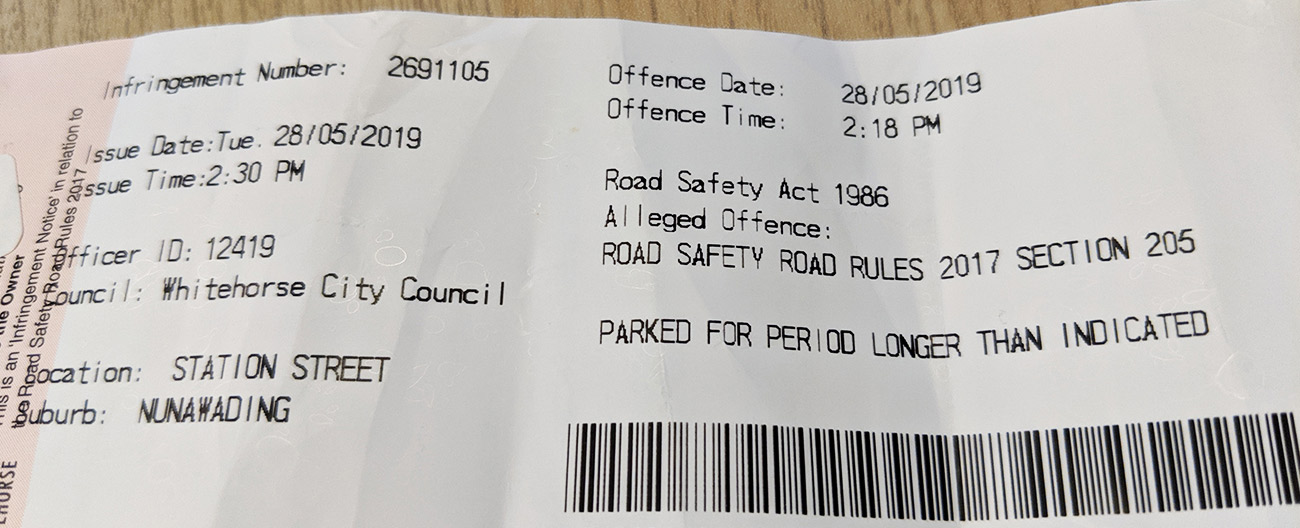 Infringement Number: 2691105
Issue Date:Tue. 28/05/2019
Issue Time:2:30 PM
Officer ID: 12419
Council: Whitehorse City Council
Location: STATION STREET
Suburb: NUNAWADING
Offence Date: 28/05/2019
Offence Time: 2:18 PM
Road Safety Act 1986
Alleged Offence:
ROAD SAFETY ROAD RULES 2017 SECTION 205
PARKED FOR PERIOD LONGER THAN INDICATED
the Owner
is an 'Infringement Notice' in relation to
the Road Safety Road Rules 2017